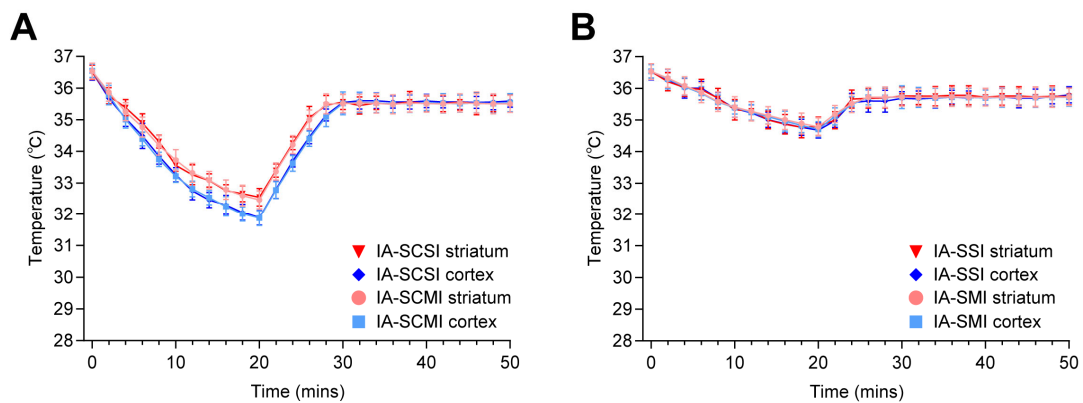 A
Temperature (℃)
37
36
35
34
33
32
31
30
29
28
0
10
20
30
40
50
Time (mins)
IA-SCSI striatum
IA-SCSI cortex
IA-SCMI striatum
IA-SCMI cortex
B
Temperature (℃)
37
36
35
34
33
32
31
30
29
28
0
10
20
30
40
50
Time (mins)
IA-SSI striatum
IA-SSI cortex
IA-SMI striatum
IA-SMI cortex